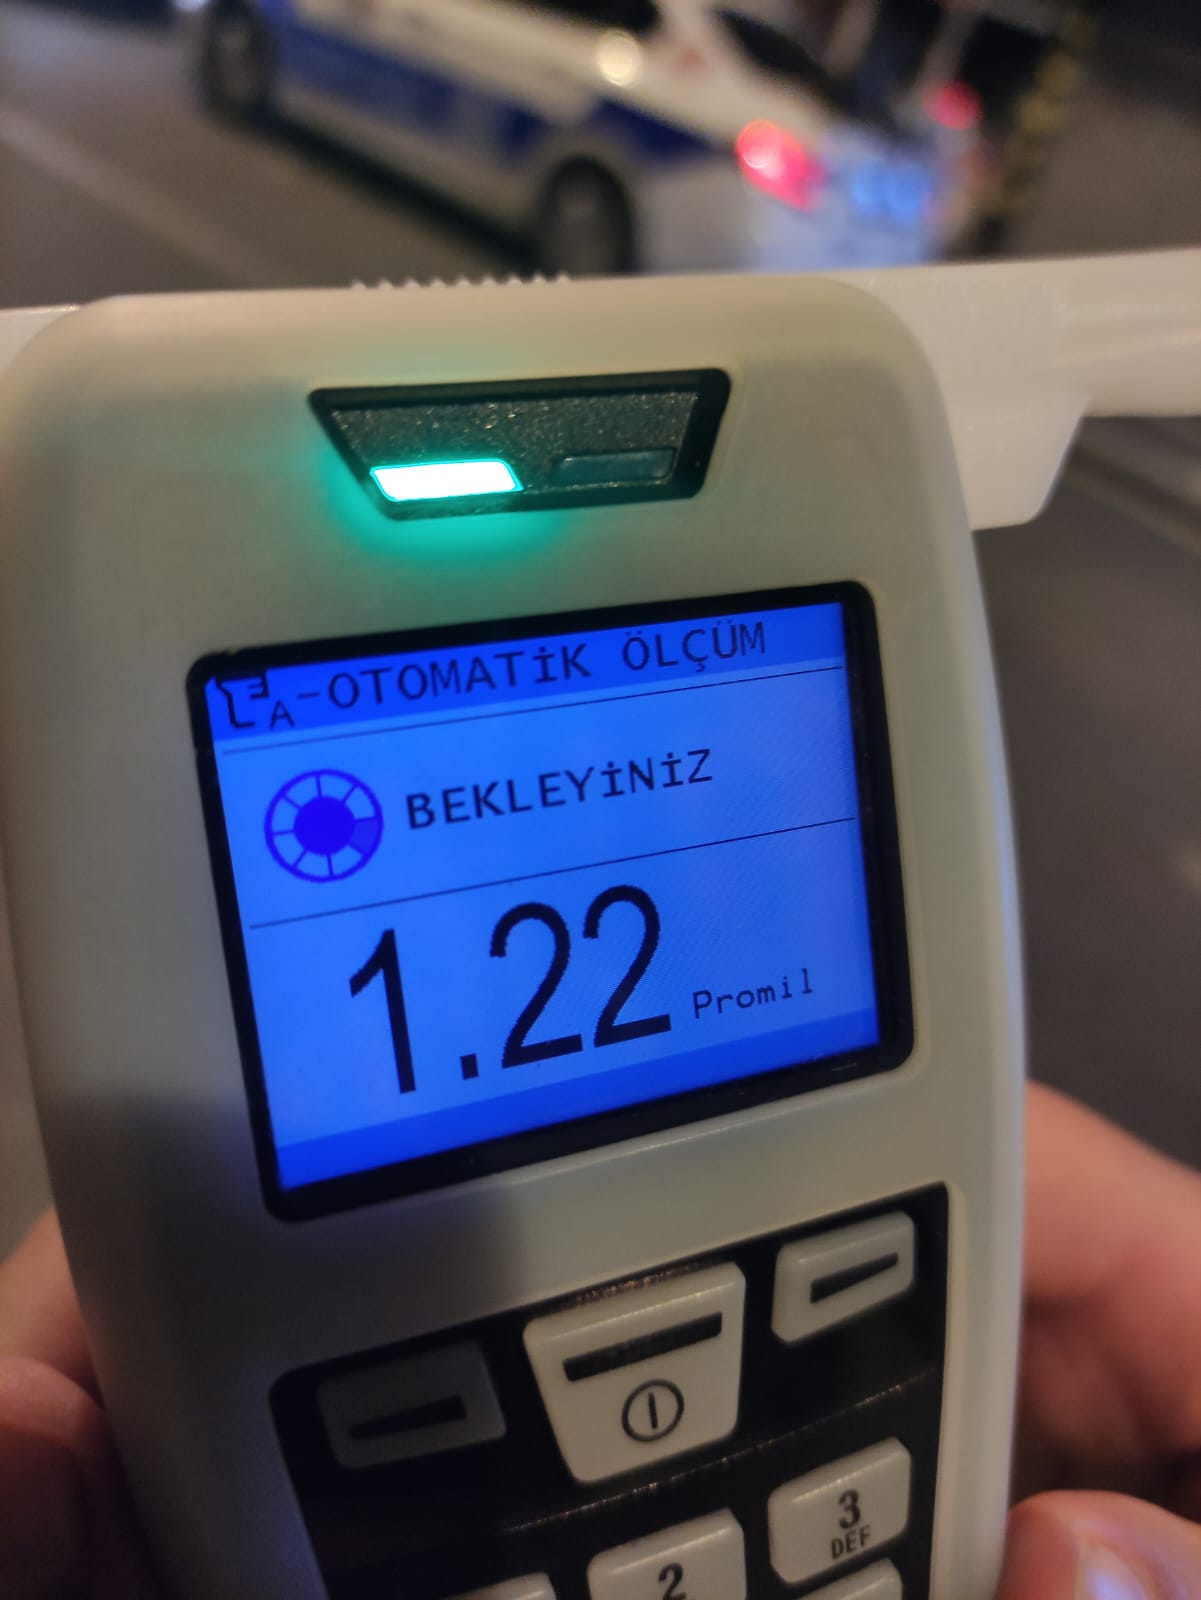 A-OTOMATİK ÖLÇÜM
BEKLEYİNİZ
1.22 Promil
3
DEF
2